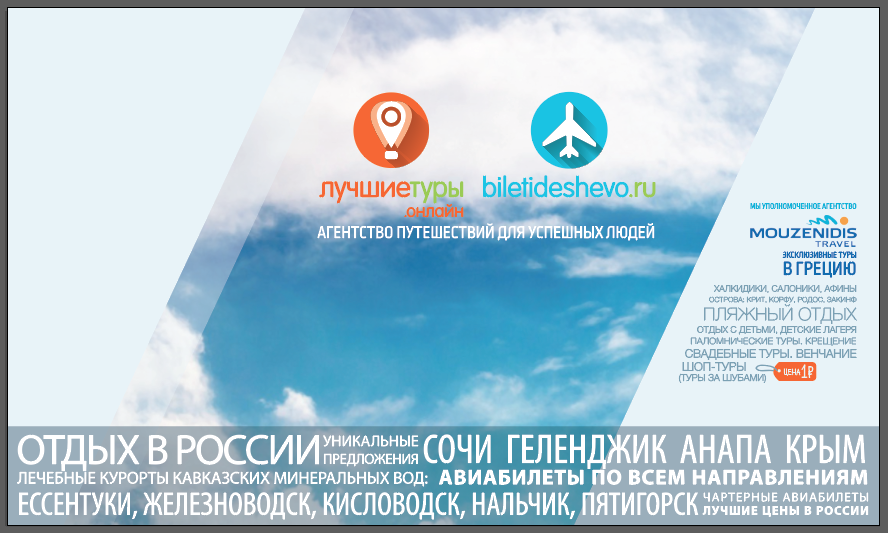 лучшиетуры
.онлайн
biletideshevo.ru
АГЕНТСТВО ПУТЕШЕСТВИЙ ДЛЯ УСПЕШНЫХ ЛЮДЕЙ
МЫ УПОЛНОМОЧЕННОЕ АГЕНТСТВО
MOUZENIDIS
TRAVEL
ЭКСКЛЮЗИВНЫЕ ТУРЫ
В ГРЕЦИЮ
ХАЛКИДИКИ, САЛОНИКИ, АФИНЫ
ОСТРОВА: КРИТ, КОРФУ, РОДОС, ЗАКИНФ
ПЛЯЖНЫЙ ОТДЫХ
ОТДЫХ С ДЕТЬМИ, ДЕТСКИЕ ЛАГЕРЯ
ПАЛОМНИЧЕСКИЕ ТУРЫ. КРЕЩЕНИЕ
СВАДЕБНЫЕ ТУРЫ. ВЕНЧАНИЕ
ШОП-ТУРЫ
(ТУРЫ ЗА ШУБАМИ)
ЦЕНА 1₽
ОТДЫХ В РОССИИ
УНИКАЛЬНЫЕ
ПРЕДЛОЖЕНИЯ
СОЧИ ГЕЛЕНДЖИК АНАПА КРЫМ
ЛЕЧЕБНЫЕ КУРОРТЫ КАВКАЗСКИХ МИНЕРАЛЬНЫХ ВОД:
АВИАБИЛЕТЫ ПО ВСЕМ НАПРАВЛЕНИЯМ
ЕССЕНТУКИ, ЖЕЛЕЗНОВОДСК, КИСЛОВОДСК, НАЛЬЧИК, ПЯТИГОРСК
ЧАРТЕРНЫЕ АВИАБИЛЕТЫ
ЛУЧШИЕ ЦЕНЫ В РОССИИ